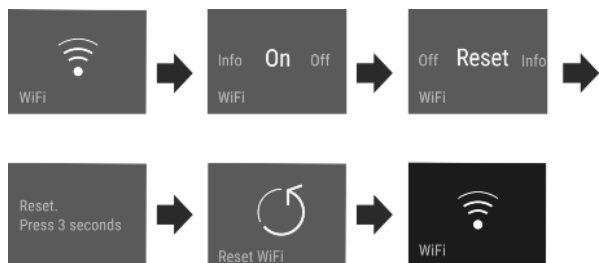 WiFi
Info On Off
WiFi
Off Reset Info
WiFi
Reset.
Press 3 seconds
Reset WiFi
WiFi